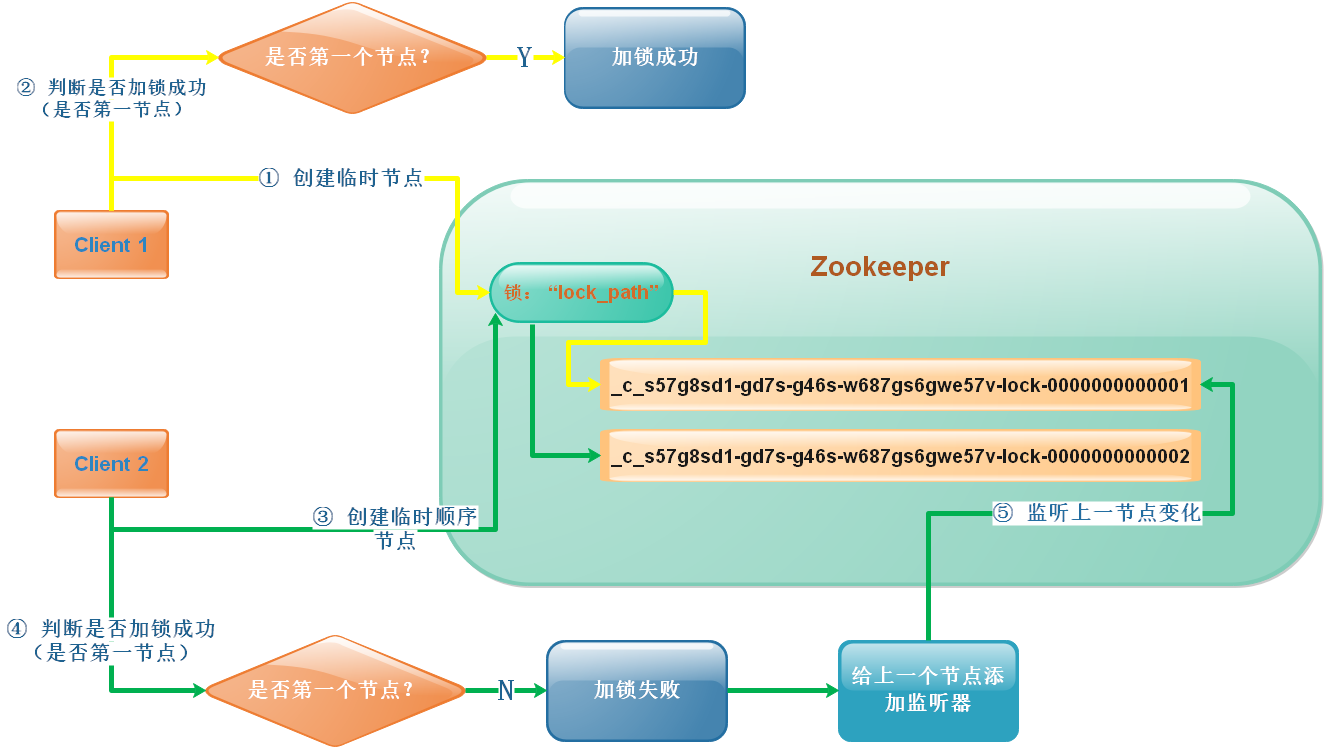 是否第一个节点？
Y
加锁成功
② 判断是否加锁成功
（是否第一节点）
① 创建临时节点
Client 1
Zookeeper
锁：“lock_path”
_c_s57g8sd1-gd7s-g46s-w687gs6gwe57v-lock-0000000000001
Client 2
_c_s57g8sd1-gd7s-g46s-w687gs6gwe57v-lock-0000000000002
③ 创建临时顺序
节点
⑤ 监听上一节点变化
④ 判断是否加锁成功
（是否第一节点）
是否第一个节点？
N
加锁失败
给上一个节点添
加监听器